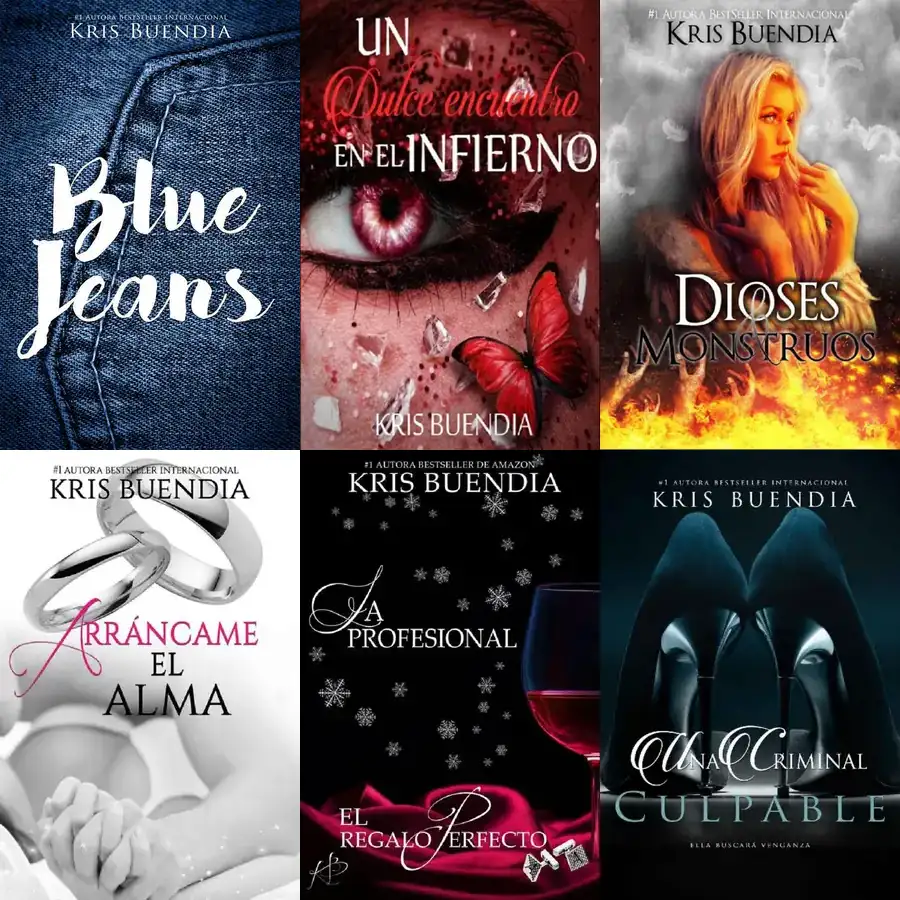 #1 AUTORA BESTSELLER INTERNACIONAL
KRIS BUENDIA
Blue
Jeans
UN
Dulce encuentro
EN EL INFIERNO
KRIS BUENDIA
#1 AUTORA BESTSELLER INTERNACIONAL
KRIS BUENDIA
DIOSES
&
MONSTRUOS
#1 AUTORA BESTSELLER INTERNACIONAL
KRIS BUENDIA
ARRÁNCAME
EL
ALMA
#1 AUTORA BESTSELLER DE AMAZON
KRIS BUENDIA
LA
PROFESIONAL
EL
REGALO PERFECTO
KB
#1 AUTORA BESTSELLER INTERNACIONAL
KRIS BUENDIA
UNA CRIMINAL
CULPABLE
ELLA BUSCARÁ VENGANZA